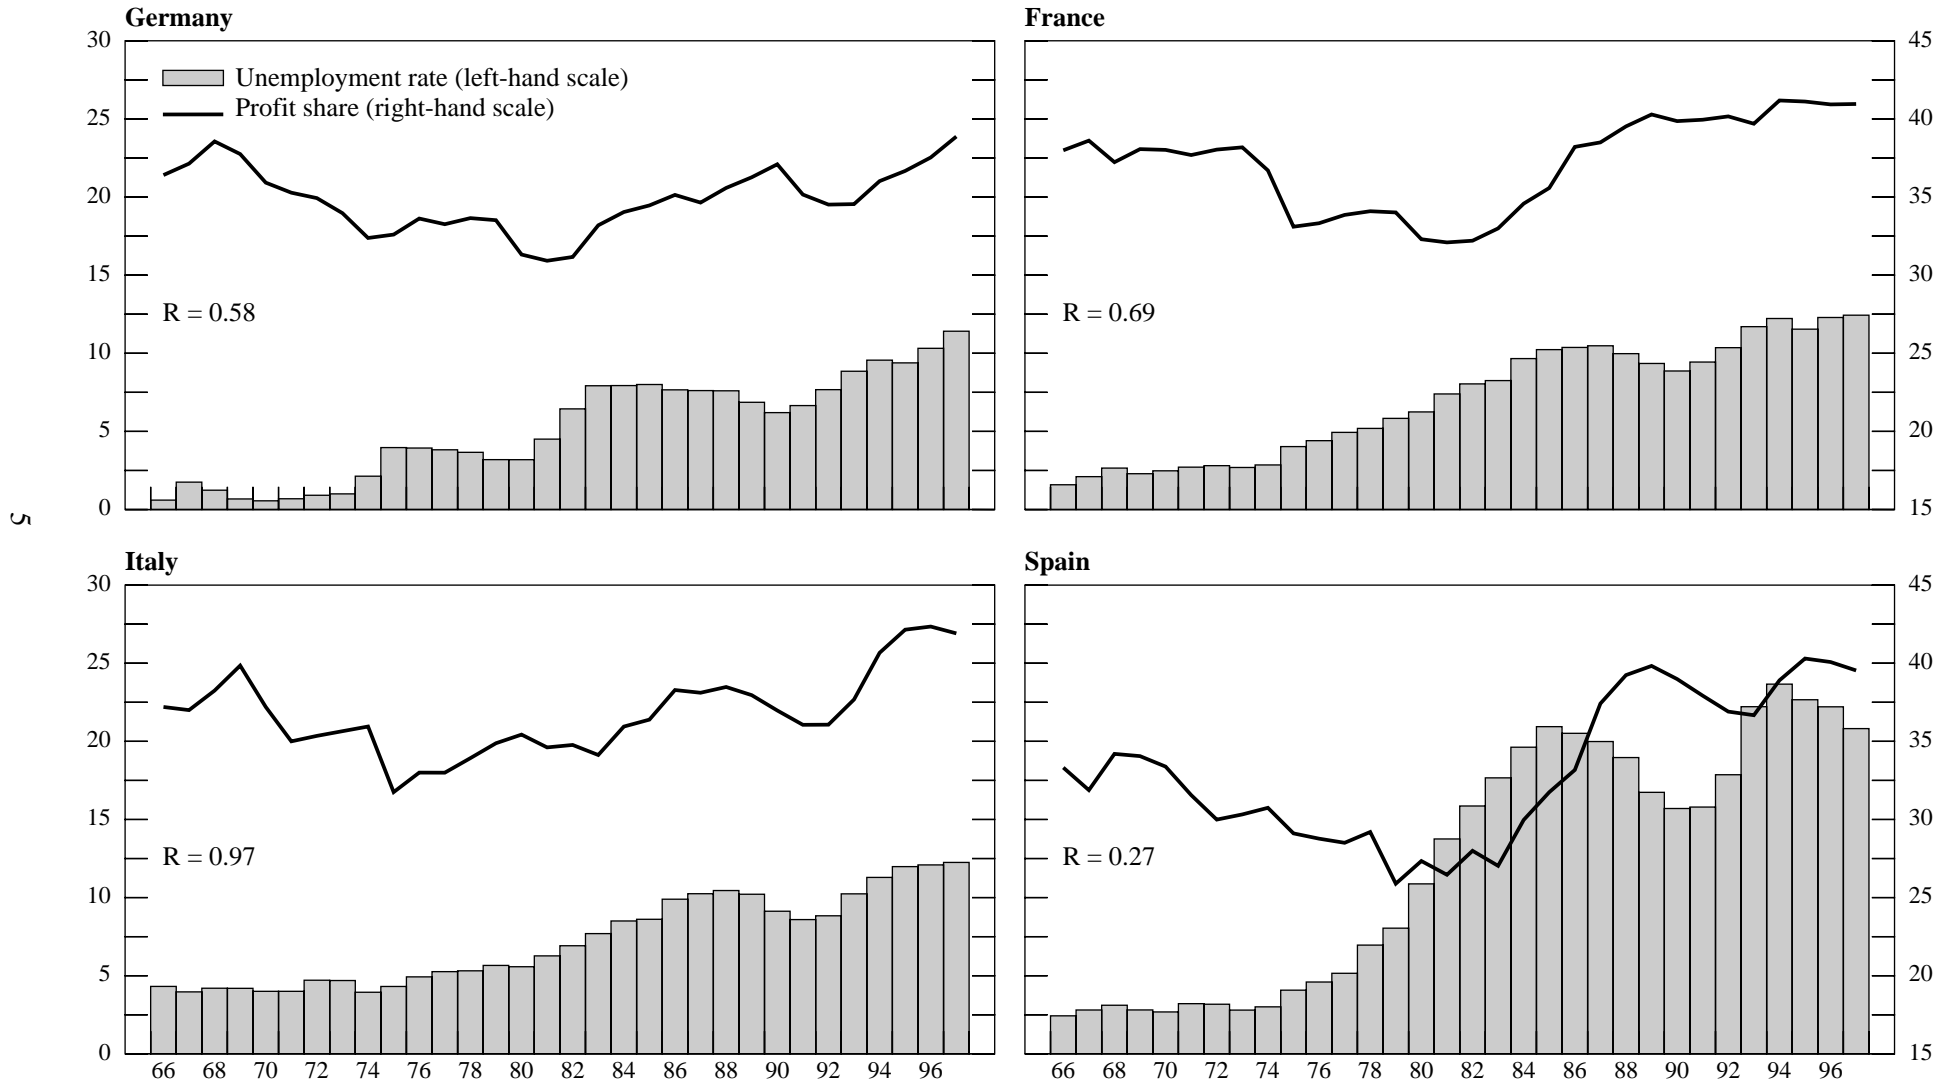 Germany
30
25
20
15
10
5
0
Unemployment rate (left-hand scale)
Profit share (right-hand scale)
R = 0.58
France
45
40
35
30
25
20
15
R = 0.69
5
Italy
30
25
20
15
10
5
0
R = 0.97
66 68 70 72 74 76 78 80 82 84 86 88 90 92 94 96
Spain
45
40
35
30
25
20
15
R = 0.27
66 68 70 72 74 76 78 80 82 84 86 88 90 92 94 96